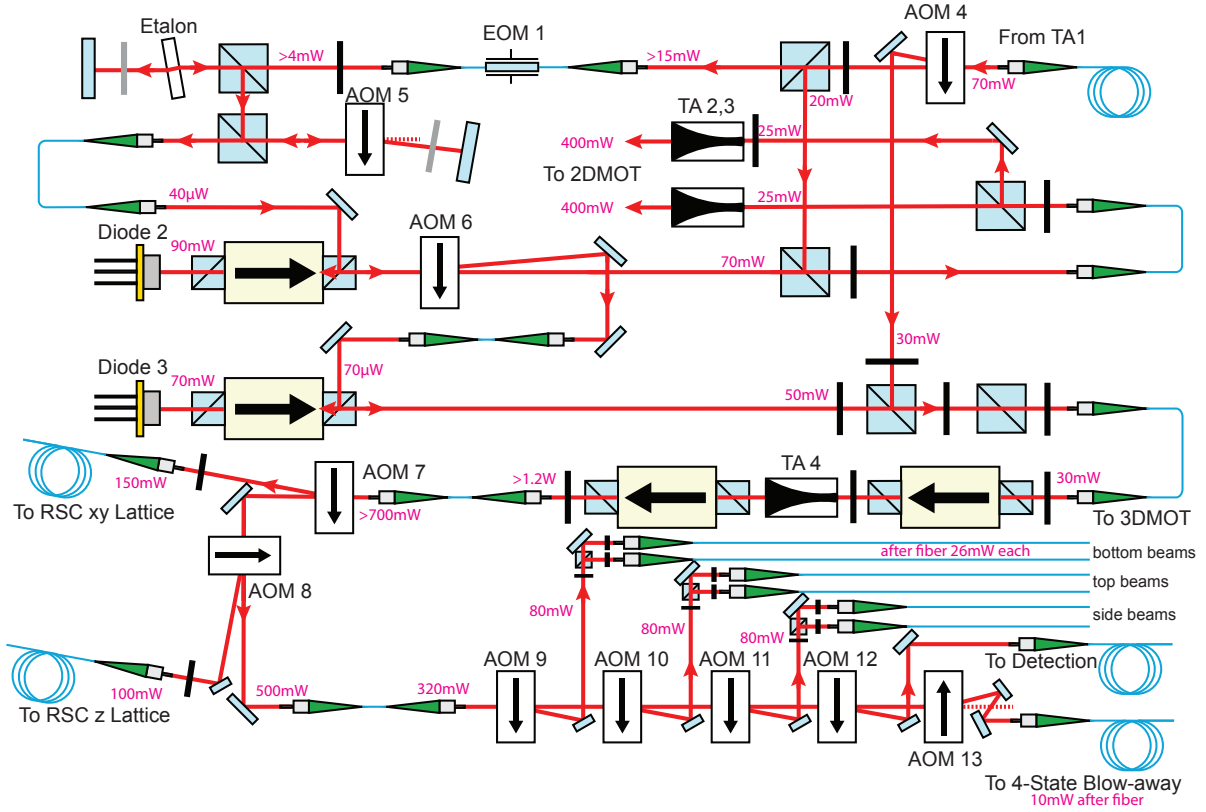 Etalon
EOM 1
AOM 4
From TA1
>4mW
>15mW
70mW
AOM 5
20mW
TA 2,3
25mW
400mW
To 2DMOT
25mW
400mW
40µW
AOM 6
Diode 2
90mW
70mW
30mW
Diode 3
70mW
70µW
50mW
AOM 7
>1.2W
TA 4
30mW
150mW
>700mW
To RSC xy Lattice
To 3DMOT
after fiber 26mW each
bottom beams
AOM 8
top beams
80mW
80mW
80mW
side beams
AOM 9
AOM 10
AOM 11
AOM 12
To Detection
100mW
500mW
320mW
To RSC z Lattice
AOM 13
To 4-State Blow-away
10mW after fiber